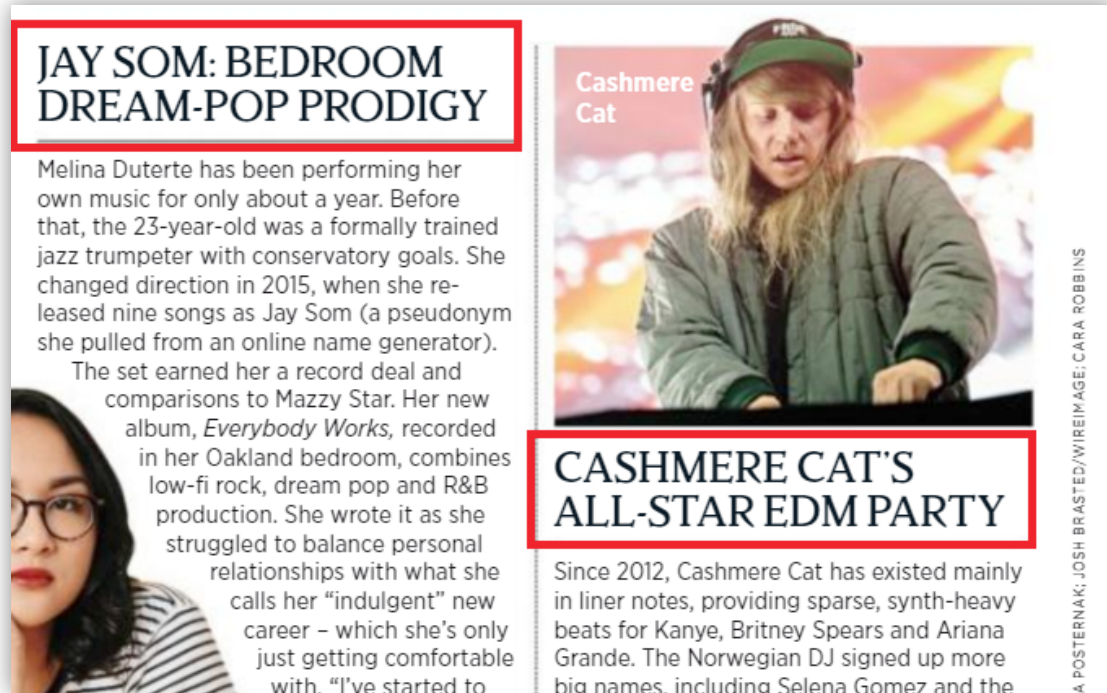 JAY SOM: BEDROOM
DREAM-POP PRODIGY
Melina Duterte has been performing her
own music for only about a year. Before
that, the 23-year-old was a formally trained
jazz trumpeter with conservatory goals. She
changed direction in 2015, when she re-
leased nine songs as Jay Som (a pseudonym
she pulled from an online name generator).
The set earned her a record deal and
comparisons to Mazzy Star. Her new
album, Everybody Works, recorded
in her Oakland bedroom, combines
low-fi rock, dream pop and R&B
production. She wrote it as she
struggled to balance personal
relationships with what she
calls her “indulgent” new
career – which she’s only
just getting comfortable
with. “I’ve started to
Cashmere
Cat
CASHMERE CAT’S
ALL-STAR EDM PARTY
Since 2012, Cashmere Cat has existed mainly
in liner notes, providing sparse, synth-heavy
beats for Kanye, Britney Spears and Ariana
Grande. The Norwegian DJ signed up more
big names, including Selena Gomez and the
A POSTERNAK; JOSH BRASTED/WIREIMAGE; CARA ROBBINS